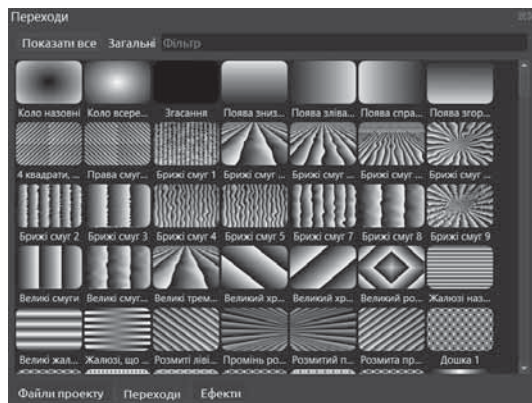 Переходи
Показати все Загальні Фільтр
Коло назовні Коло всере... Згасання Поява зниз... Поява зліва... Поява спра... Поява згор...
4 квадрати, ... Права смуг... Брижі смуг 1 Брижі смуг ... Брижі смуг ... Брижі смуг ... Брижі смуг ...
Брижі смуг 2 Брижі смуг 3 Брижі смуг 4 Брижі смуг 5 Брижі смуг 7 Брижі смуг 8 Брижі смуг 9
Великі смуги Великі смуг... Великі трем... Великий хр... Великий хр... Великий ро... Жалюзі наз...
Великі жал... Жалюзі, що ... Розмиті ліві... Промінь ро... Розмитий п... Розмита пр... Дошка 1
Файли проекту Переходи Ефекти